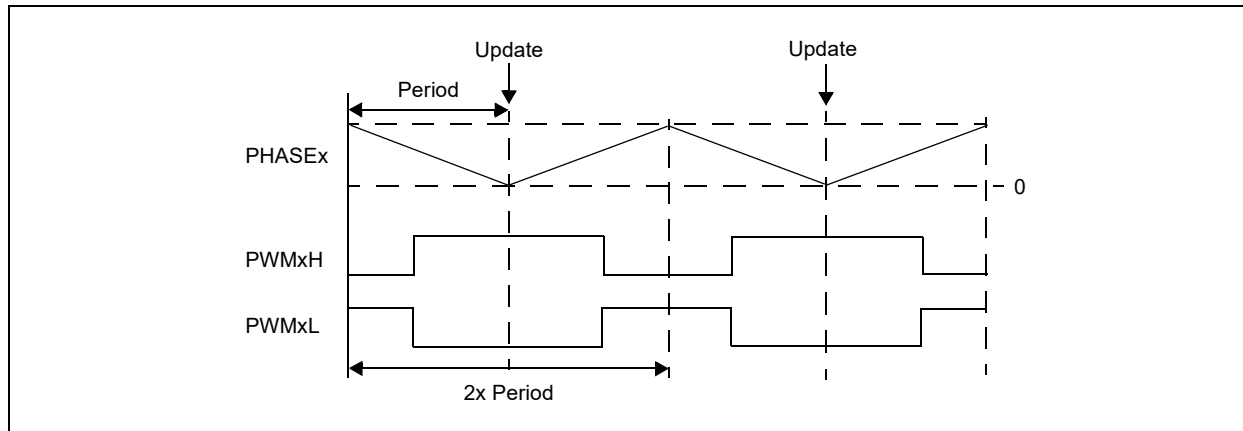 Update
Update
Period
PHASEx
0
PWMxH
PWMxL
2x Period